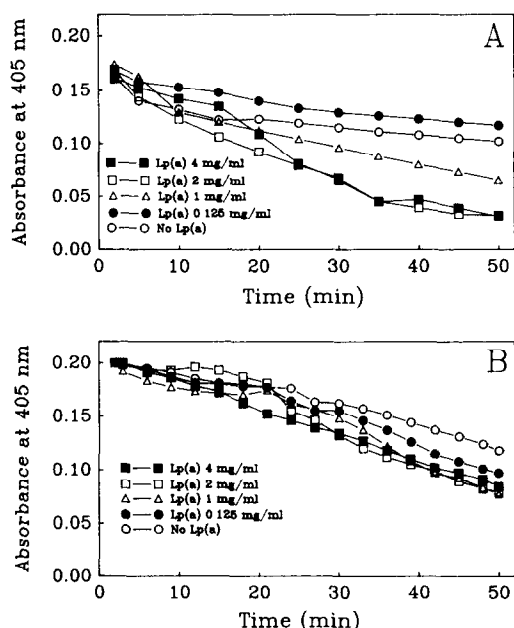 A
Absorbance at 405 nm
0.20
0.15
0.10
0.05
0.00
Lp(a) 4 mg/ml
Lp(a) 2 mg/ml
Lp(a) 1 mg/ml
Lp(a) 0 125 mg/ml
No Lp(a)
0 10 20 30 40 50
Time (min)
B
Absorbance at 405 nm
0.20
0.15
0.10
0.05
0.00
Lp(a) 4 mg/ml
Lp(a) 2 mg/ml
Lp(a) 1 mg/ml
Lp(a) 0 125 mg/ml
No Lp(a)
0 10 20 30 40 50
Time (min)